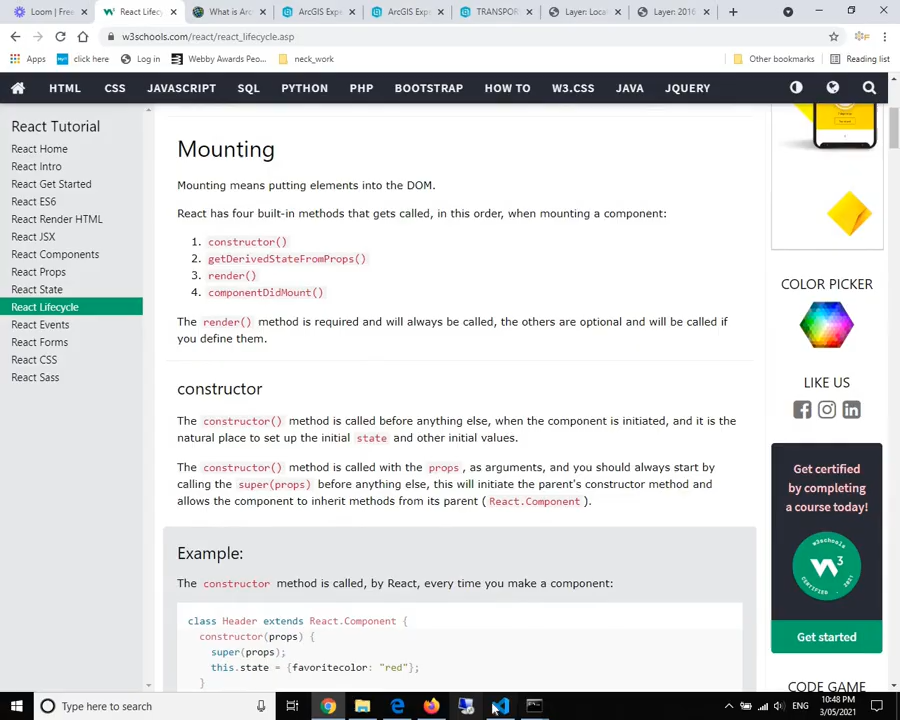 Loom | Free
React Lifecy
What is Arc
ArcGIS Expe
ArcGIS Expe
TRANSPOR
Layer: Locat
Layer: 2016
w3schools.com/react/react_lifecycle.asp
Apps click here Log in Webby Awards Peo... neck_work Other bookmarks Reading list
HTML CSS JAVASCRIPT SQL PYTHON PHP BOOTSTRAP HOW TO W3.CSS JAVA JQUERY
React Tutorial
React Home
React Intro
React Get Started
React ES6
React Render HTML
React JSX
React Components
React Props
React State
React Lifecycle
React Events
React Forms
React CSS
React Sass
Mounting
Mounting means putting elements into the DOM.
React has four built-in methods that gets called, in this order, when mounting a component:
1. constructor()
2. getDerivedStateFromProps()
3. render()
4. componentDidMount()
The render() method is required and will always be called, the others are optional and will be called if
you define them.
constructor
The constructor() method is called before anything else, when the component is initiated, and it is the
natural place to set up the initial state and other initial values.
The constructor() method is called with the props, as arguments, and you should always start by
calling the super(props) before anything else, this will initiate the parent's constructor method and
allows the component to inherit methods from its parent (React.Component).
Example:
The constructor method is called, by React, every time you make a component:
class Header extends React.Component {
constructor(props) {
super(props);
this.state = {favoritecolor: "red"};
}
COLOR PICKER
LIKE US
Get certified
by completing
a course today!
w3schools
CERTIFIED . 2021
Get started
CODE GAME
Type here to search
ENG
10:48 PM
3/05/2021